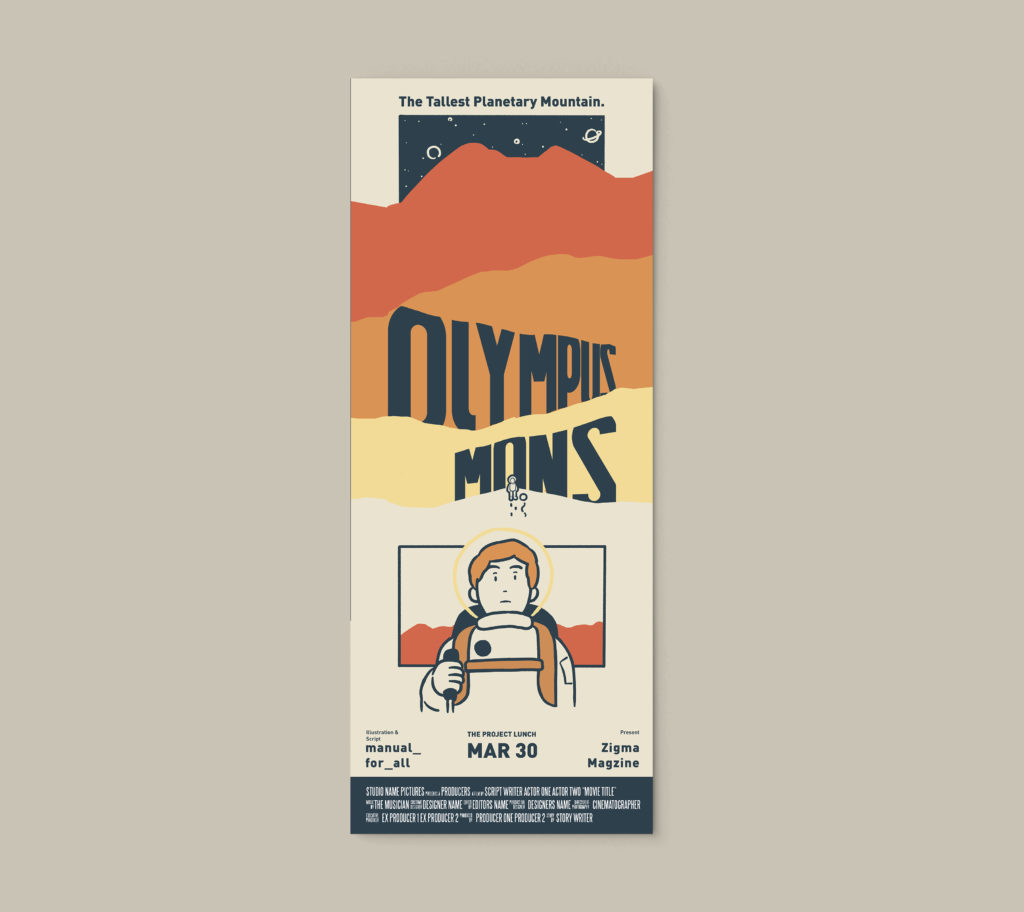 The Tallest Planetary Mountain.
OLYMPUS
MONS
Illustration &
Script
manual_
for_all
THE PROJECT LUNCH
MAR 30
Present
Zigma
Magzine
STUDIO NAME PICTURES PRESENTS A PRODUCERS SCRIPT WRITER ACTOR ONE ACTOR TWO "MOVIE TITLE"
THE MUSICIAN DESIGNER NAME EDITORS NAME DESIGNERS NAME CINEMATOGRAPHER
EX PRODUCER 1 EX PRODUCER 2 PRODUCER ONE PRODUCER 2 STORY WRITER